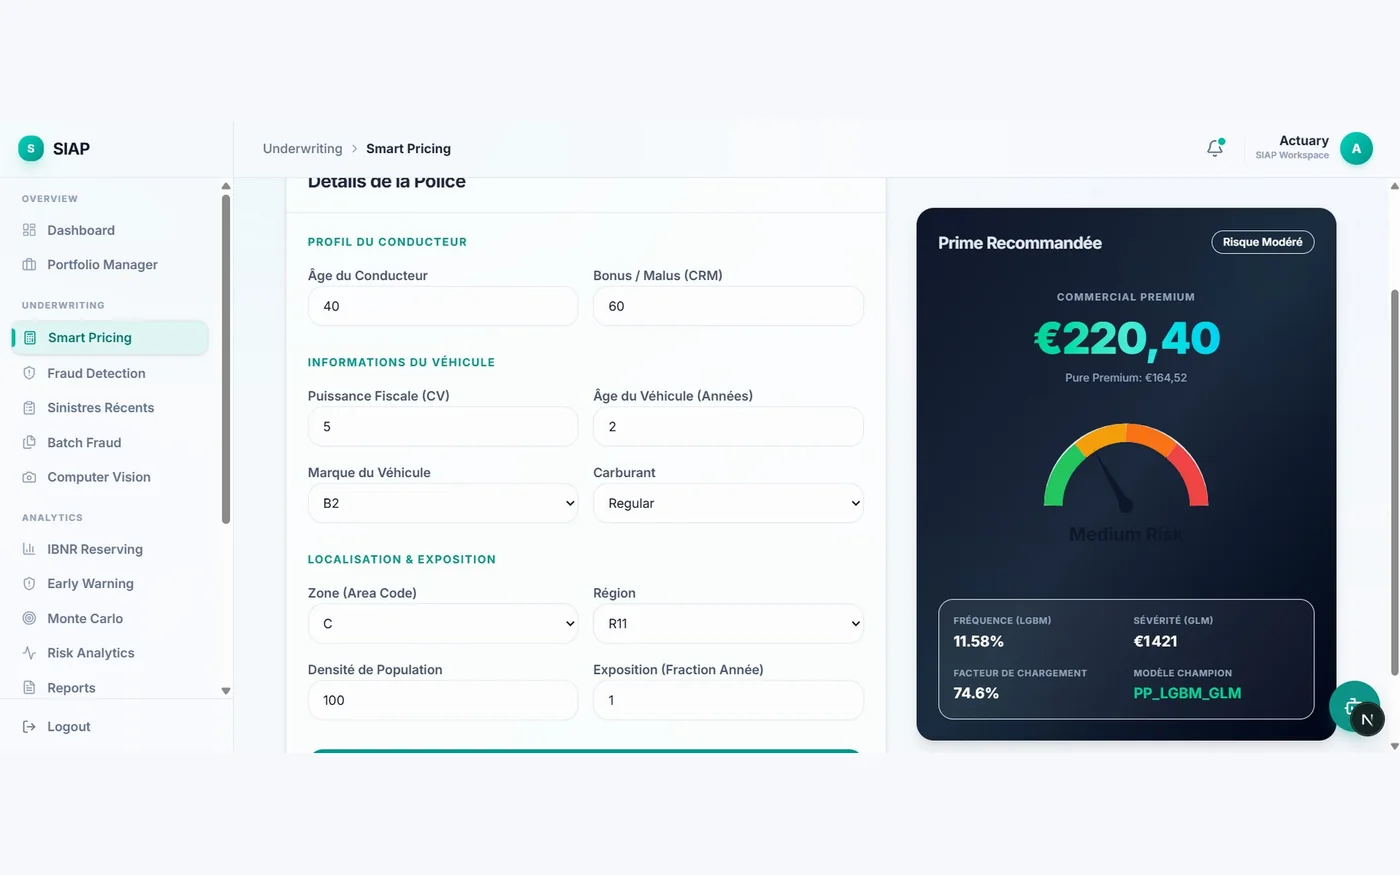 S SIAP
OVERVIEW
Dashboard
Portfolio Manager
UNDERWRITING
Smart Pricing
Fraud Detection
Sinistres Récents
Batch Fraud
Computer Vision
ANALYTICS
IBNR Reserving
Early Warning
Monte Carlo
Risk Analytics
Reports
Logout
Underwriting > Smart Pricing
Actuary
SIAP Workspace
A
Détails de la Police
PROFIL DU CONDUCTEUR
Âge du Conducteur
40
Bonus / Malus (CRM)
60
INFORMATIONS DU VÉHICULE
Puissance Fiscale (CV)
5
Âge du Véhicule (Années)
2
Marque du Véhicule
B2
Carburant
Regular
LOCALISATION & EXPOSITION
Zone (Area Code)
C
Région
R11
Densité de Population
100
Exposition (Fraction Année)
1
Prime Recommandée
Risque Modéré
COMMERCIAL PREMIUM
€220,40
Pure Premium: €164,52
Medium Risk
FRÉQUENCE (LGBM)
11.58%
SÉVÉRITÉ (GLM)
€1421
FACTEUR DE CHARGEMENT
74.6%
MODÈLE CHAMPION
PP_LGBM_GLM
N